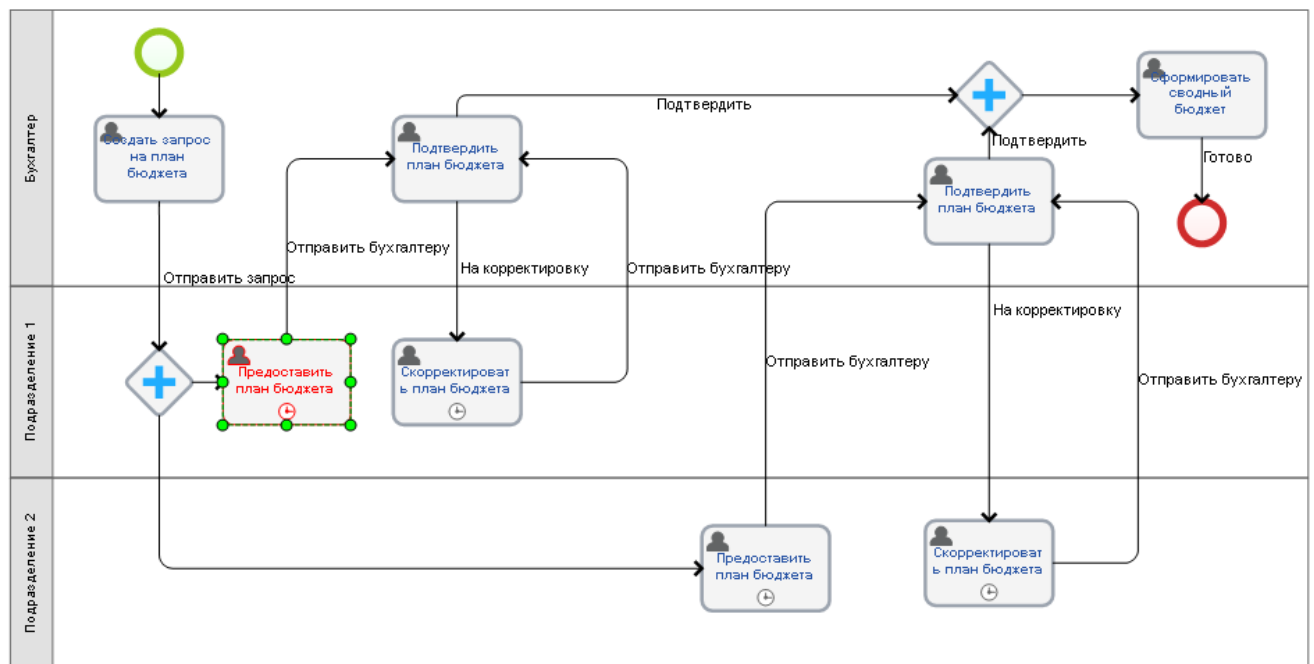 Бухгалтер
Создать запрос
на план
бюджета
Отправить запрос
Отправить бухгалтеру
Подтвердить
план бюджета
Подтвердить
На корректировку
Отправить бухгалтеру
Подтвердить
Подтвердить
план бюджета
Сформировать
сводный
бюджет
Готово
Подразделение 1
Предоставить
план бюджета
Скорректироват
ь план бюджета
Отправить бухгалтеру
На корректировку
Отправить бухгалтеру
Подразделение 2
Предоставить
план бюджета
Скорректироват
ь план бюджета